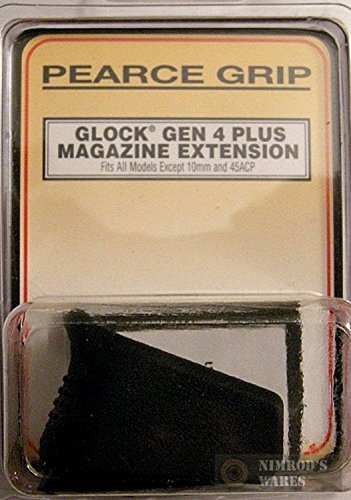 PEARCE GRIP
GLOCK® GEN 4 PLUS
MAGAZINE EXTENSION
Fits All Models Except 10mm and 45ACP
NIMROD'S
WARES